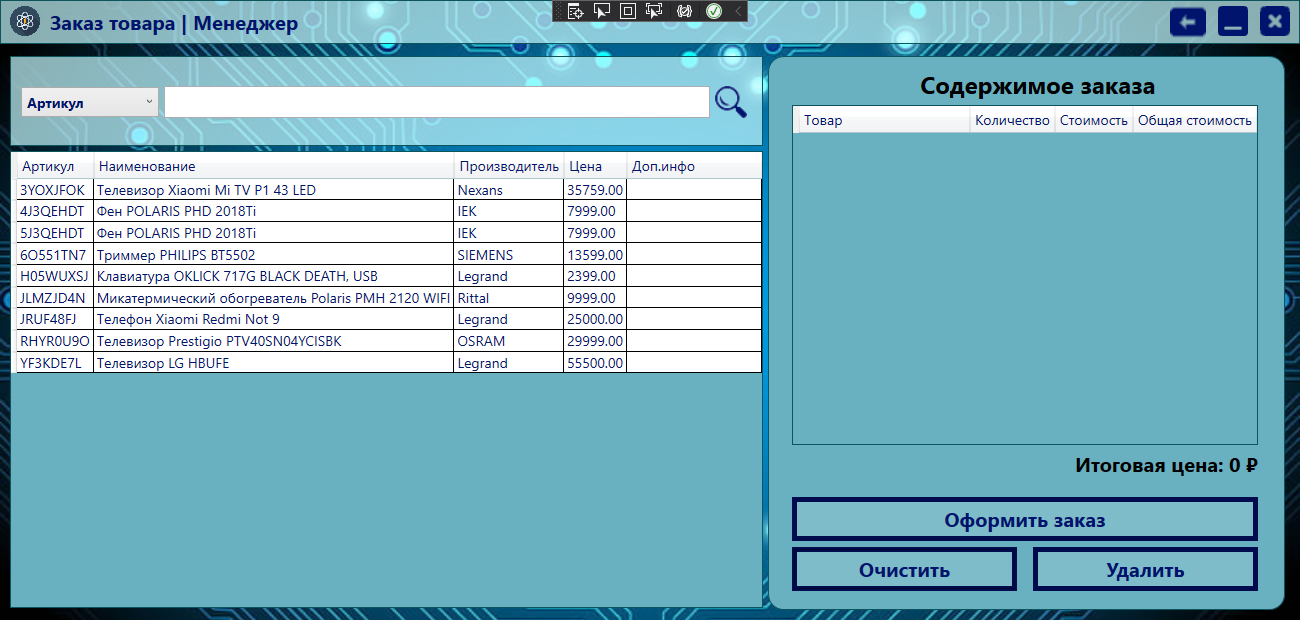 Заказ товара | Менеджер
Артикул
Артикул Наименование Производитель Цена Доп.инфо
3YOXJFOK Телевизор Xiaomi Mi TV P1 43 LED Nexans 35759.00
4J3QEHDT Фен POLARIS PHD 2018Ti IEK 7999.00
5J3QEHDT Фен POLARIS PHD 2018Ti IEK 7999.00
6O551TN7 Триммер PHILIPS BT5502 SIEMENS 13599.00
H05WUXSJ Клавиатура OKLICK 717G BLACK DEATH, USB Legrand 2399.00
JLMZJD4N Микатермический обогреватель Polaris PMH 2120 WIFI Rittal 9999.00
JRUF48FJ Телефон Xiaomi Redmi Not 9 Legrand 25000.00
RHYR0U9O Телевизор Prestigio PTV40SN04YCISBK OSRAM 29999.00
YF3KDE7L Телевизор LG HBUFE Legrand 55500.00
Содержимое заказа
Товар Количество Стоимость Общая стоимость
Итоговая цена: 0 ₽
Оформить заказ
Очистить Удалить